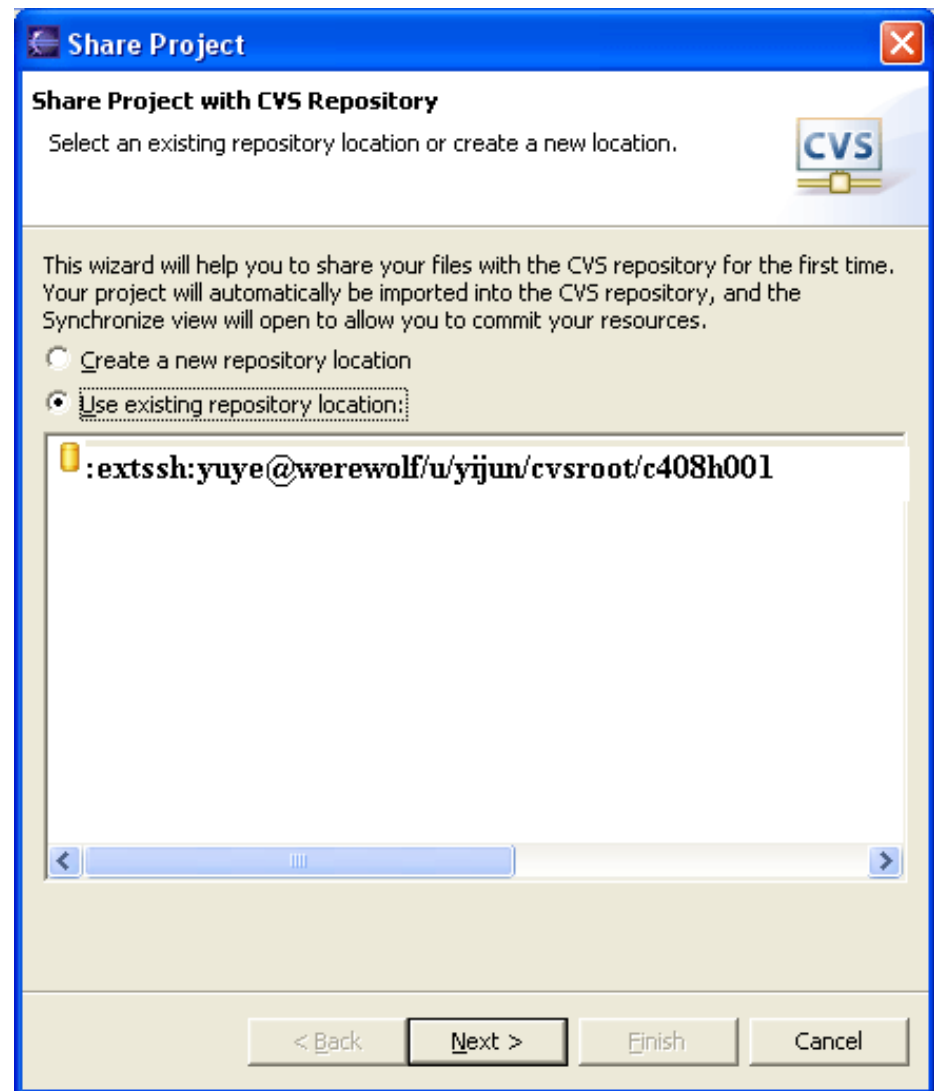 Share Project
Share Project with CVS Repository
Select an existing repository location or create a new location.
CVS
This wizard will help you to share your files with the CVS repository for the first time.
Your project will automatically be imported into the CVS repository, and the
Synchronize view will open to allow you to commit your resources.
Create a new repository location
Use existing repository location:
:extssh:yuye@werewolf/u/yijun/cvsroot/c408h001
< Back
Next >
Finish
Cancel